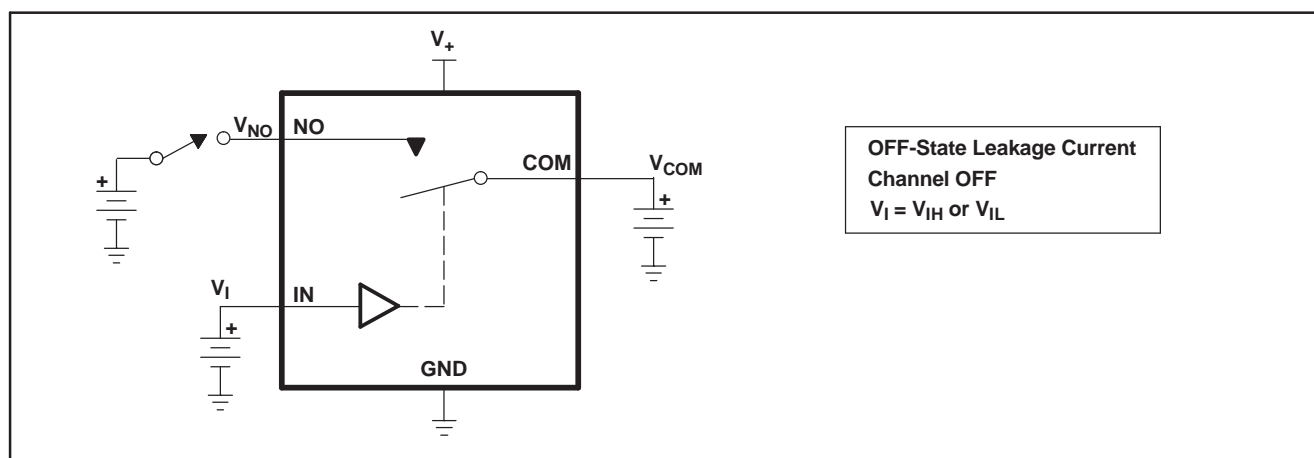 V+
VNO NO
+
COM VCOM
+
VI IN
+
GND
OFF-State Leakage Current
Channel OFF
VI = VIH or VIL